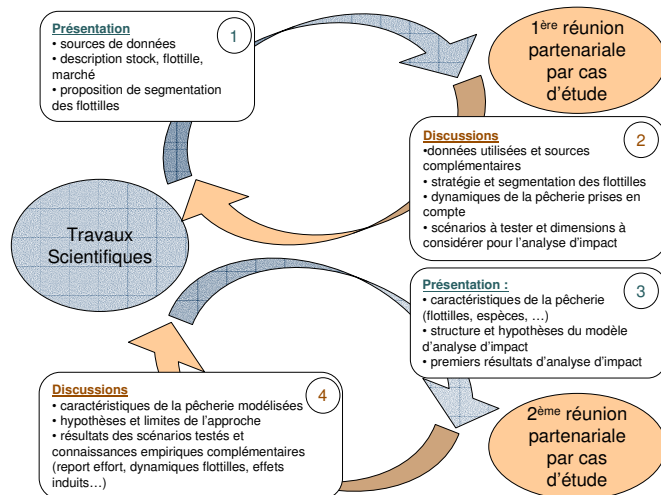 Présentation
1
• sources de données
• description stock, flottille,
marché
• proposition de segmentation
des flottilles
1ère réunion
partenariale
par cas
d'étude
Discussions
2
•données utilisées et sources
complémentaires
• stratégie et segmentation des flottilles
• dynamiques de la pêcherie prises en
compte
• scénarios à tester et dimensions à
considérer pour l'analyse d'impact
Travaux
Scientifiques
Présentation :
3
• caractéristiques de la pêcherie
(flottilles, espèces, …)
• structure et hypothèses du modèle
d'analyse d'impact
• premiers résultats d'analyse d'impact
Discussions
4
• caractéristiques de la pêcherie modélisées
• hypothèses et limites de l'approche
• résultats des scénarios testés et
connaissances empiriques complémentaires
(report effort, dynamiques flottilles, effets
induits…)
2ème réunion
partenariale
par cas
d'étude